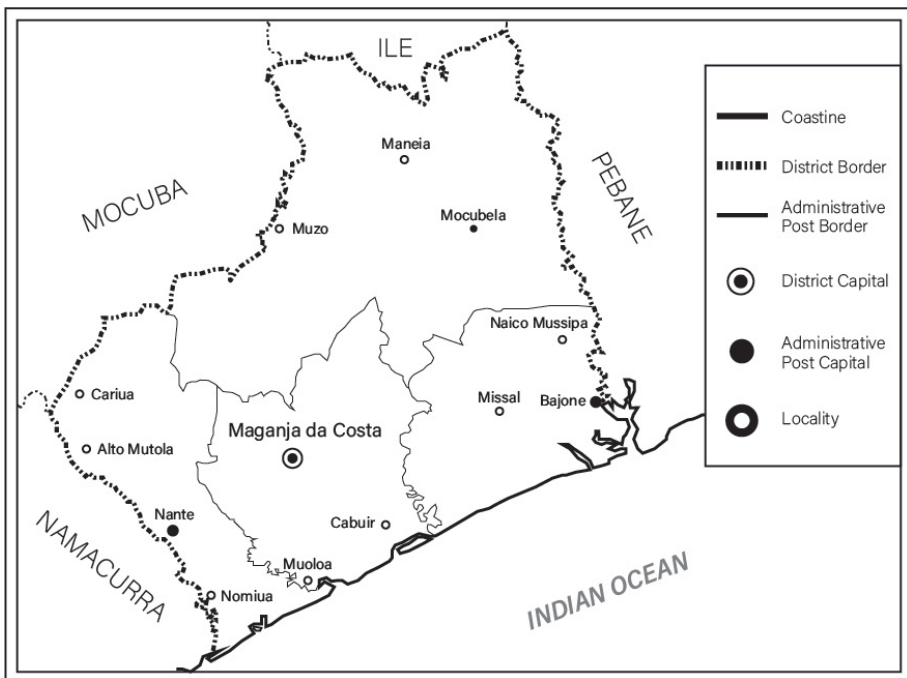 ILE
MOCUBA
PEBANE
Maneia
Muzo
Mocubela
Naico Mussipa
Cariua
Missal
Bajone
Maganja da Costa
Alto Mutola
Nante
Cabuir
Muoloa
Nomiua
NAMACURRA
INDIAN OCEAN
Coastine
District Border
Administrative
Post Border
District Capital
Administrative
Post Capital
Locality